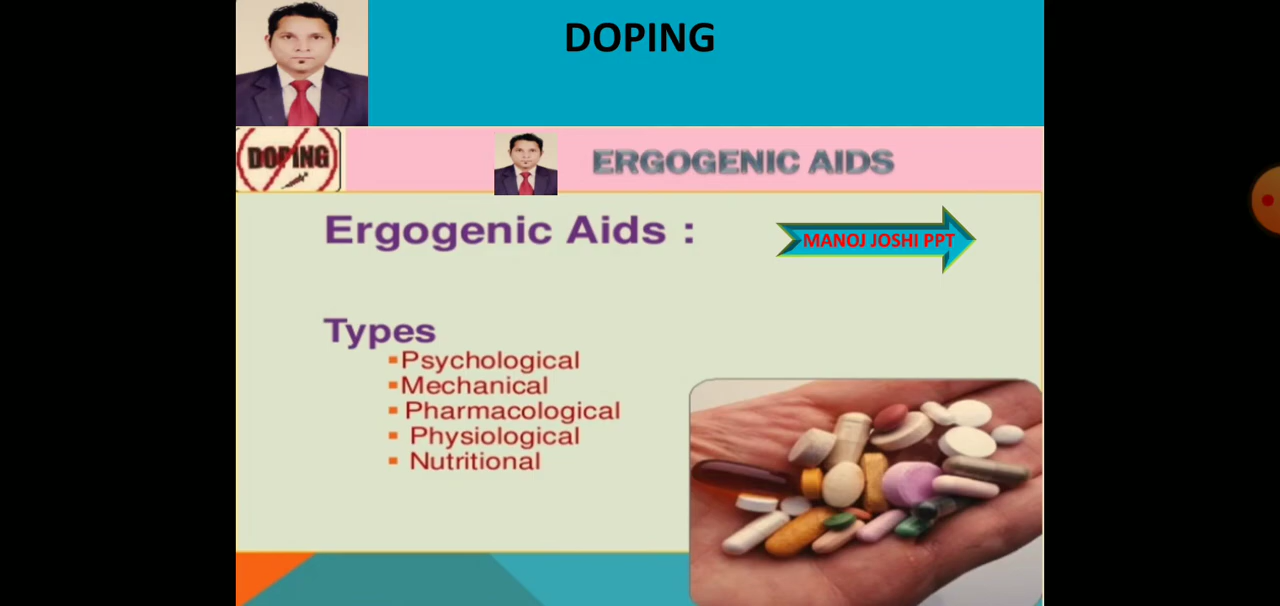 DOPING
DOPING
ERGOGENIC AIDS
Ergogenic Aids :
MANOJ JOSHI PPT
Types
▪Psychological
▪Mechanical
▪ Pharmacological
▪ Physiological
▪ Nutritional